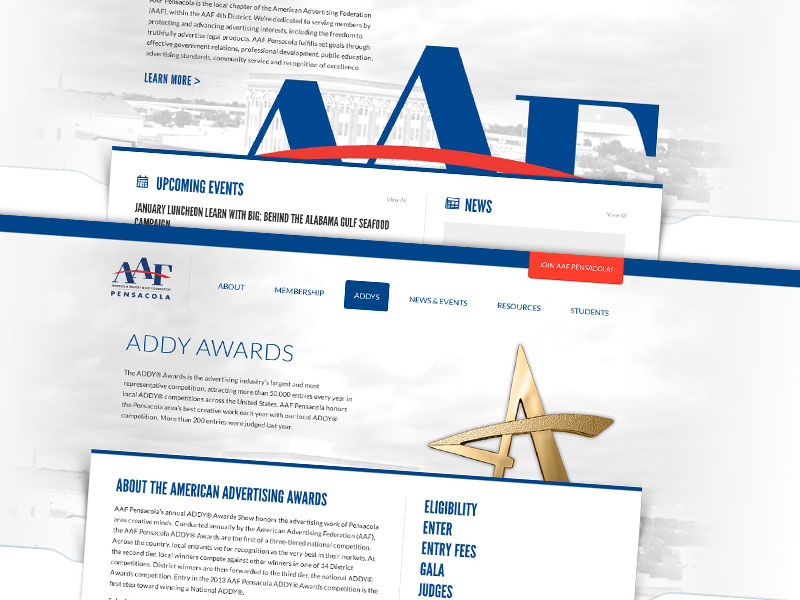 AAF Pensacola is the local chapter of the American Advertising Federation
(AAF), within the AAF 4th District. We're dedicated to serving members by
protecting and advancing advertising interests, including the freedom to
truthfully advertise legal products. AAF Pensacola fulfills set goals through
effective government relations, professional development, public education,
advertising standards, community service and recognition of excellence.
LEARN MORE >
AAF
UPCOMING EVENTS
View All
JANUARY LUNCHEON LEARN WITH BIG: BEHIND THE ALABAMA GULF SEAFOOD
CAMPAIGN
NEWS
View All
JOIN AAF PENSACOLA!
AAF
AMERICAN ADVERTISING FEDERATION
PENSACOLA
ABOUT
MEMBERSHIP
ADDYS
NEWS & EVENTS
RESOURCES
STUDENTS
ADDY AWARDS
The ADDY® Awards is the advertising industry's largest and most
representative competition, attracting more than 50,000 entries every year in
local ADDY® competitions across the United States. AAF Pensacola honors
the Pensacola area's best creative work each year with our local ADDY®
competition. More than 200 entries were judged last year.
ABOUT THE AMERICAN ADVERTISING AWARDS
AAF Pensacola's annual ADDY® Awards Show honors the advertising work of Pensacola
area creative minds. Conducted annually by the American Advertising Federation (AAF),
the AAF Pensacola ADDY® Awards are the first of a three-tiered national competition.
Across the country, local entrants vie for recognition as the very best in their markets. At
the second tier, local winners compete against other winners in one of 14 District
competitions. District winners are then forwarded to the third tier, the national ADDY®
Awards competition. Entry in the 2013 AAF Pensacola ADDY® Awards competition is the
first step toward winning a National ADDY®.
ELIGIBILITY
ENTER
ENTRY FEES
GALA
JUDGES